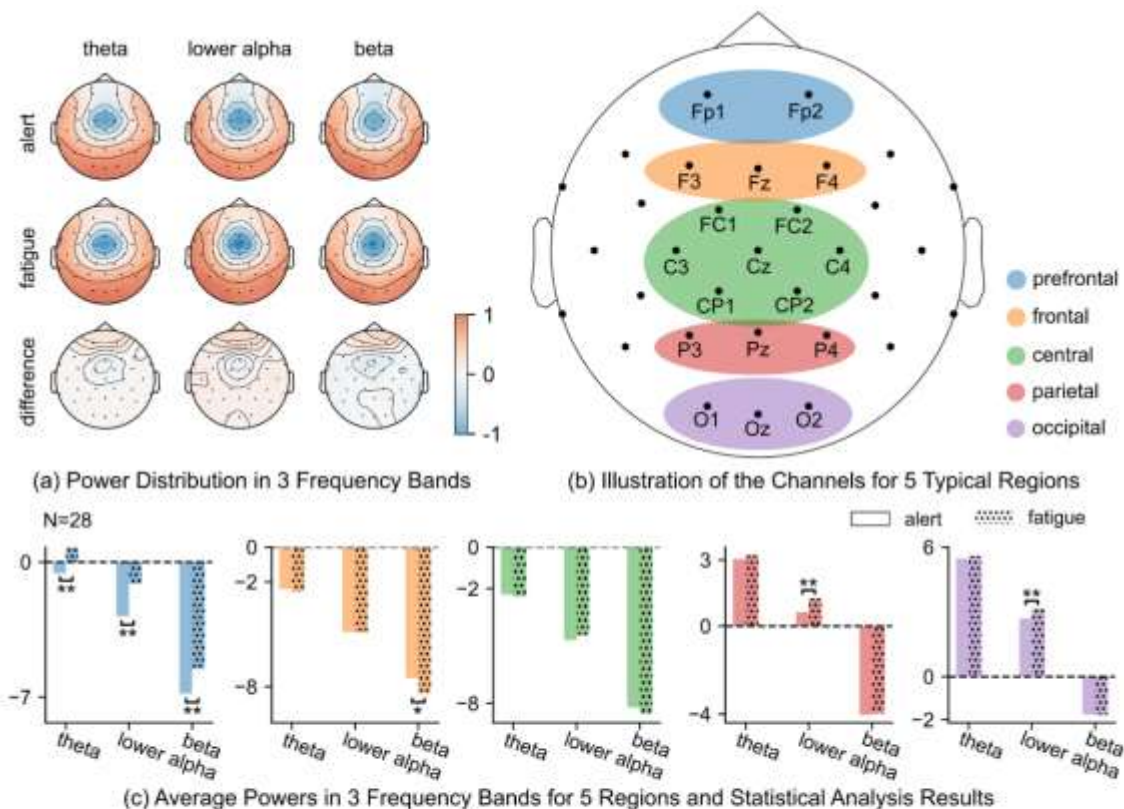 theta lower alpha beta
alert
fatigue
difference
1
0
-1
(a) Power Distribution in 3 Frequency Bands
Fp1 Fp2
F3 Fz F4
FC1 FC2
C3 Cz C4
CP1 CP2
P3 Pz P4
O1 Oz O2
prefrontal
frontal
central
parietal
occipital
(b) Illustration of the Channels for 5 Typical Regions
N=28
alert fatigue
0
−7
**
**
**
theta lower alpha beta
0
−2
−8
*
theta lower alpha beta
0
−2
−8
theta lower alpha beta
3
0
−4
**
theta lower alpha beta
6
0
−2
**
theta lower alpha beta
(c) Average Powers in 3 Frequency Bands for 5 Regions and Statistical Analysis Results